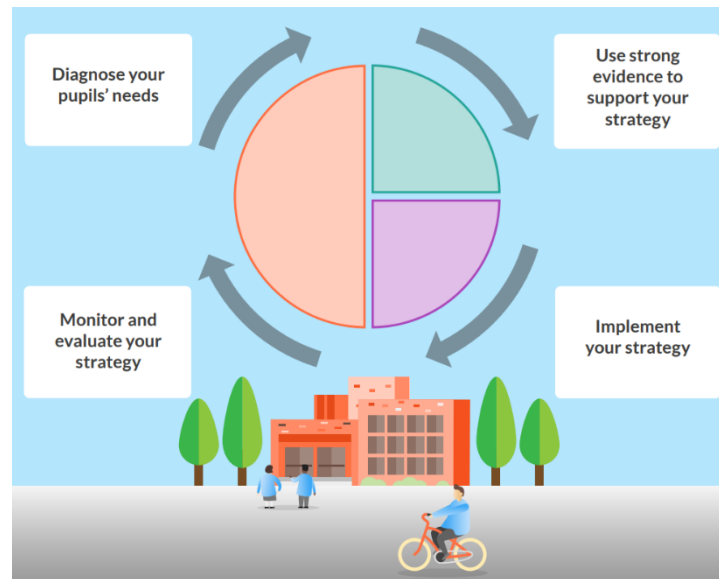 Diagnose your
pupils' needs
Use strong
evidence to
support your
strategy
Monitor and
evaluate your
strategy
Implement
your strategy